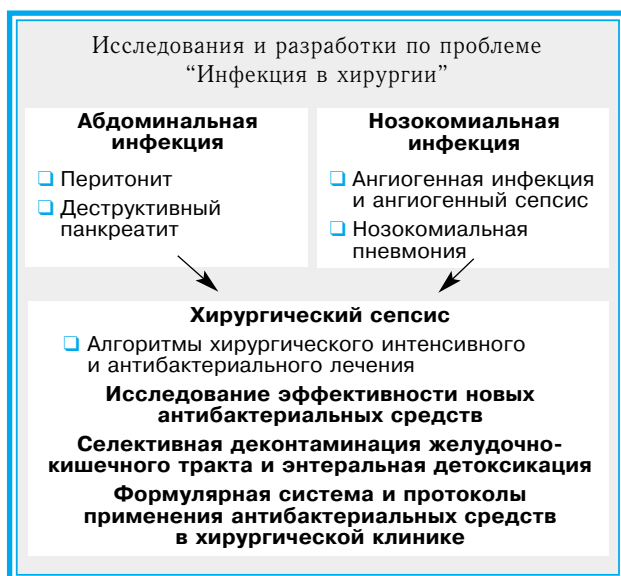 Исследования и разработки по проблеме
“Инфекция в хирургии”
Абдоминальная
инфекция
❑ Перитонит
❑ Деструктивный
панкреатит
Нозокомиальная
инфекция
❑ Ангиогенная инфекция
и ангиогенный сепсис
❑ Нозокомиальная
пневмония
Хирургический сепсис
❑ Алгоритмы хирургического интенсивного
и антибактериального лечения
Исследование эффективности новых
антибактериальных средств
Селективная деконтаминация желудочно-
кишечного тракта и энтеральная детоксикация
Формулярная система и протоколы
применения антибактериальных средств
в хирургической клинике